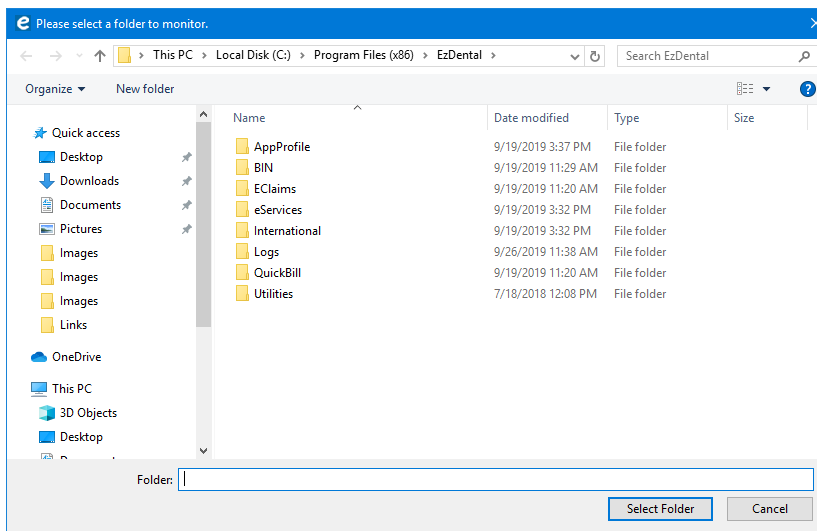 e Please select a folder to monitor.
This PC > Local Disk (C:) > Program Files (x86) > EzDental >
Search EzDental
Organize
New folder
?
Name Date modified Type Size
Quick access
Desktop
Downloads
Documents
Pictures
Images
Images
Images
Links
OneDrive
This PC
3D Objects
Desktop
AppProfile 9/19/2019 3:37 PM File folder
BIN 9/19/2019 11:29 AM File folder
EClaims 9/19/2019 11:20 AM File folder
eServices 9/19/2019 3:32 PM File folder
International 9/19/2019 3:32 PM File folder
Logs 9/26/2019 11:38 AM File folder
QuickBill 9/19/2019 11:20 AM File folder
Utilities 7/18/2018 12:08 PM File folder
Folder:
Select Folder
Cancel